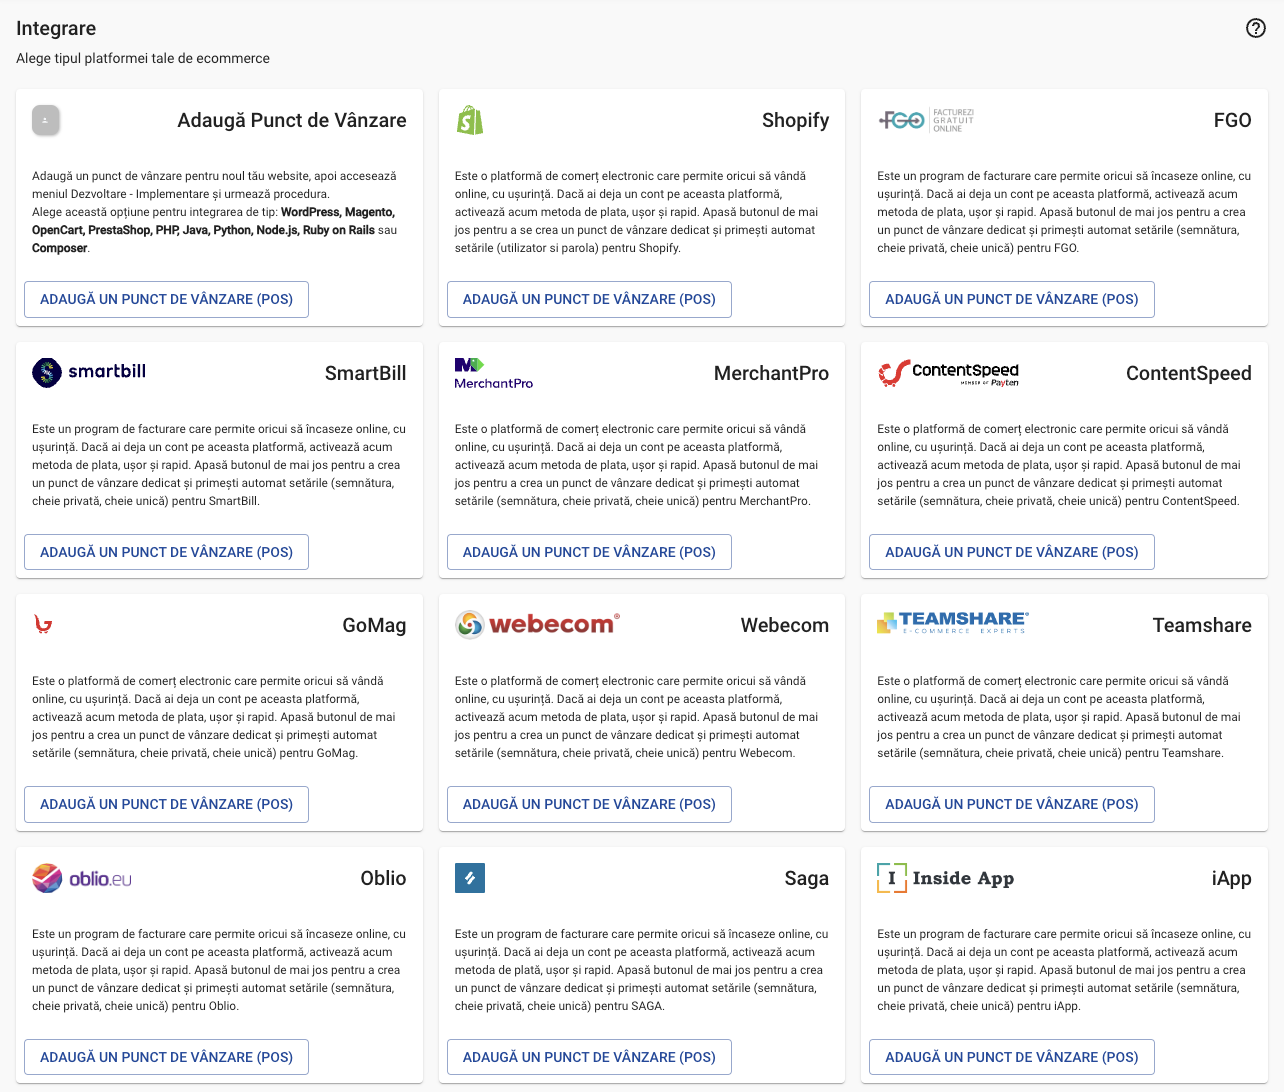 Integrare
Alege tipul platformei tale de ecommerce
Adaugă Punct de Vânzare
Adaugă un punct de vânzare pentru noul tău website, apoi accesează
meniul Dezvoltare - Implementare și urmează procedura.
Alege această opțiune pentru integrarea de tip: WordPress, Magento,
OpenCart, PrestaShop, PHP, Java, Python, Node.js, Ruby on Rails sau
Composer.
ADAUGĂ UN PUNCT DE VÂNZARE (POS)
Shopify
Este o platformă de comerț electronic care permite oricui să vândă
online, cu ușurință. Dacă ai deja un cont pe aceasta platformă,
activează acum metoda de plata, ușor și rapid. Apasă butonul de mai
jos pentru a se crea un punct de vânzare dedicat și primești automat
setările (utilizator si parola) pentru Shopify.
ADAUGĂ UN PUNCT DE VÂNZARE (POS)
FGO FACTUREZI
GRATUIT
ONLINE
FGO
Este un program de facturare care permite oricui să încaseze online, cu
ușurință. Dacă ai deja un cont pe aceasta platformă, activează acum
metoda de plata, ușor și rapid. Apasă butonul de mai jos pentru a crea
un punct de vânzare dedicat și primești automat setările (semnătura,
cheie privată, cheie unică) pentru FGO.
ADAUGĂ UN PUNCT DE VÂNZARE (POS)
smartbill
SmartBill
Este un program de facturare care permite oricui să încaseze online, cu
ușurință. Dacă ai deja un cont pe aceasta platformă, activează acum
metoda de plata, ușor și rapid. Apasă butonul de mai jos pentru a crea
un punct de vânzare dedicat și primești automat setările (semnătura,
cheie privată, cheie unică) pentru SmartBill.
ADAUGĂ UN PUNCT DE VÂNZARE (POS)
MerchantPro
MerchantPro
Este o platformă de comerț electronic care permite oricui să vândă
online, cu ușurință. Dacă ai deja un cont pe aceasta platformă,
activează acum metoda de plata, ușor și rapid. Apasă butonul de mai
jos pentru a crea un punct de vânzare dedicat și primești automat
setările (semnătura, cheie privată, cheie unică) pentru MerchantPro.
ADAUGĂ UN PUNCT DE VÂNZARE (POS)
ContentSpeed
MEMBER OF Payten
ContentSpeed
Este o platformă de comerț electronic care permite oricui să vândă
online, cu ușurință. Dacă ai deja un cont pe aceasta platformă,
activează acum metoda de plata, ușor și rapid. Apasă butonul de mai
jos pentru a crea un punct de vânzare dedicat și primești automat
setările (semnătura, cheie privată, cheie unică) pentru ContentSpeed.
ADAUGĂ UN PUNCT DE VÂNZARE (POS)
GoMag
Este o platformă de comerț electronic care permite oricui să vândă
online, cu ușurință. Dacă ai deja un cont pe aceasta platformă,
activează acum metoda de plata, ușor și rapid. Apasă butonul de mai
jos pentru a crea un punct de vânzare dedicat și primești automat
setările (semnătura, cheie privată, cheie unică) pentru GoMag.
ADAUGĂ UN PUNCT DE VÂNZARE (POS)
webecom®
Webecom
Este o platformă de comerț electronic care permite oricui să vândă
online, cu ușurință. Dacă ai deja un cont pe aceasta platformă,
activează acum metoda de plata, ușor și rapid. Apasă butonul de mai
jos pentru a crea un punct de vânzare dedicat și primești automat
setările (semnătura, cheie privată, cheie unică) pentru Webecom.
ADAUGĂ UN PUNCT DE VÂNZARE (POS)
TEAMSHARE®
E-COMMERCE EXPERTS
Teamshare
Este o platformă de comerț electronic care permite oricui să vândă
online, cu ușurință. Dacă ai deja un cont pe aceasta platformă,
activează acum metoda de plata, ușor și rapid. Apasă butonul de mai
jos pentru a crea un punct de vânzare dedicat și primești automat
setările (semnătura, cheie privată, cheie unică) pentru Teamshare.
ADAUGĂ UN PUNCT DE VÂNZARE (POS)
oblio.eu
Oblio
Este un program de facturare care permite oricui să încaseze online, cu
ușurință. Dacă ai deja un cont pe aceasta platformă, activează acum
metoda de plata, ușor și rapid. Apasă butonul de mai jos pentru a crea
un punct de vânzare dedicat și primești automat setările (semnătura,
cheie privată, cheie unică) pentru Oblio.
ADAUGĂ UN PUNCT DE VÂNZARE (POS)
Saga
Este un program de facturare care permite oricui să încaseze online, cu
ușurință. Dacă ai deja un cont pe aceasta platformă, activează acum
metoda de plată, ușor și rapid. Apasă butonul de mai jos pentru a crea
un punct de vânzare dedicat și primești automat setările (semnătura,
cheie privată, cheie unică) pentru SAGA.
ADAUGĂ UN PUNCT DE VÂNZARE (POS)
I Inside App
iApp
Este un program de facturare care permite oricui să încaseze online, cu
ușurință. Dacă ai deja un cont pe aceasta platformă, activează acum
metoda de plata, ușor și rapid. Apasă butonul de mai jos pentru a crea
un punct de vânzare dedicat și primești automat setările (semnătura,
cheie privată, cheie unică) pentru iApp.
ADAUGĂ UN PUNCT DE VÂNZARE (POS)